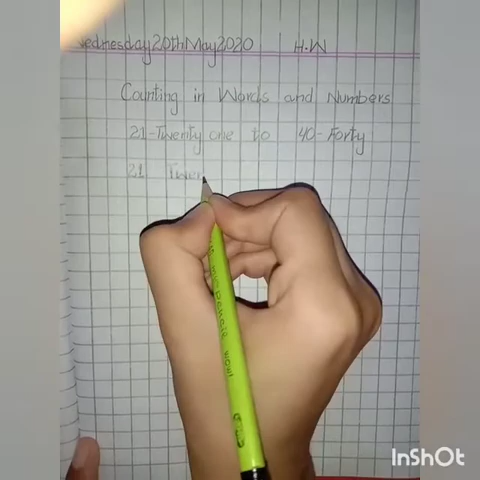 Wednesday 20th May 2020 H.W
Counting in Words and Numbers
21-Twenty one to 40-Forty
21 Twen
InShOt